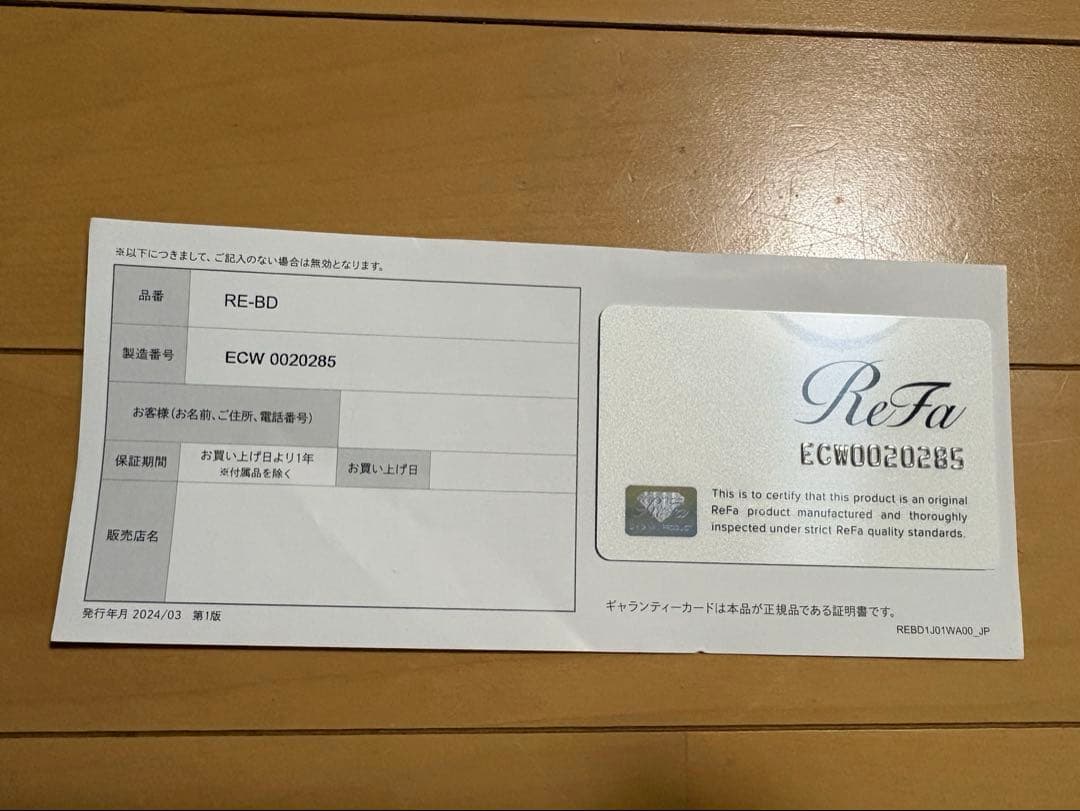 ※以下につきまして、ご記入のない場合は無効となります。
品番
RE-BD
製造番号
ECW 0020285
お客様(お名前、ご住所、電話番号)
保証期間
お買い上げ日より1年
※付属品を除く
お買い上げ日
販売店名
発行年月 2024/03 第1版
ReFa
ECW0020285
This is to certify that this product is an original
ReFa product manufactured and thoroughly
inspected under strict ReFa quality standards.
ギャランティーカードは本品が正規品である証明書です。
REBD1J01WA00_JP